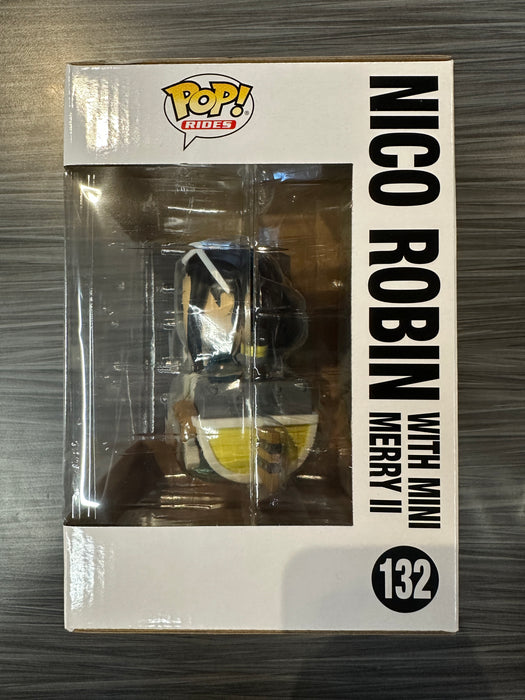 POP!
RIDES
NICO ROBIN WITH MINI
MERRY II
132